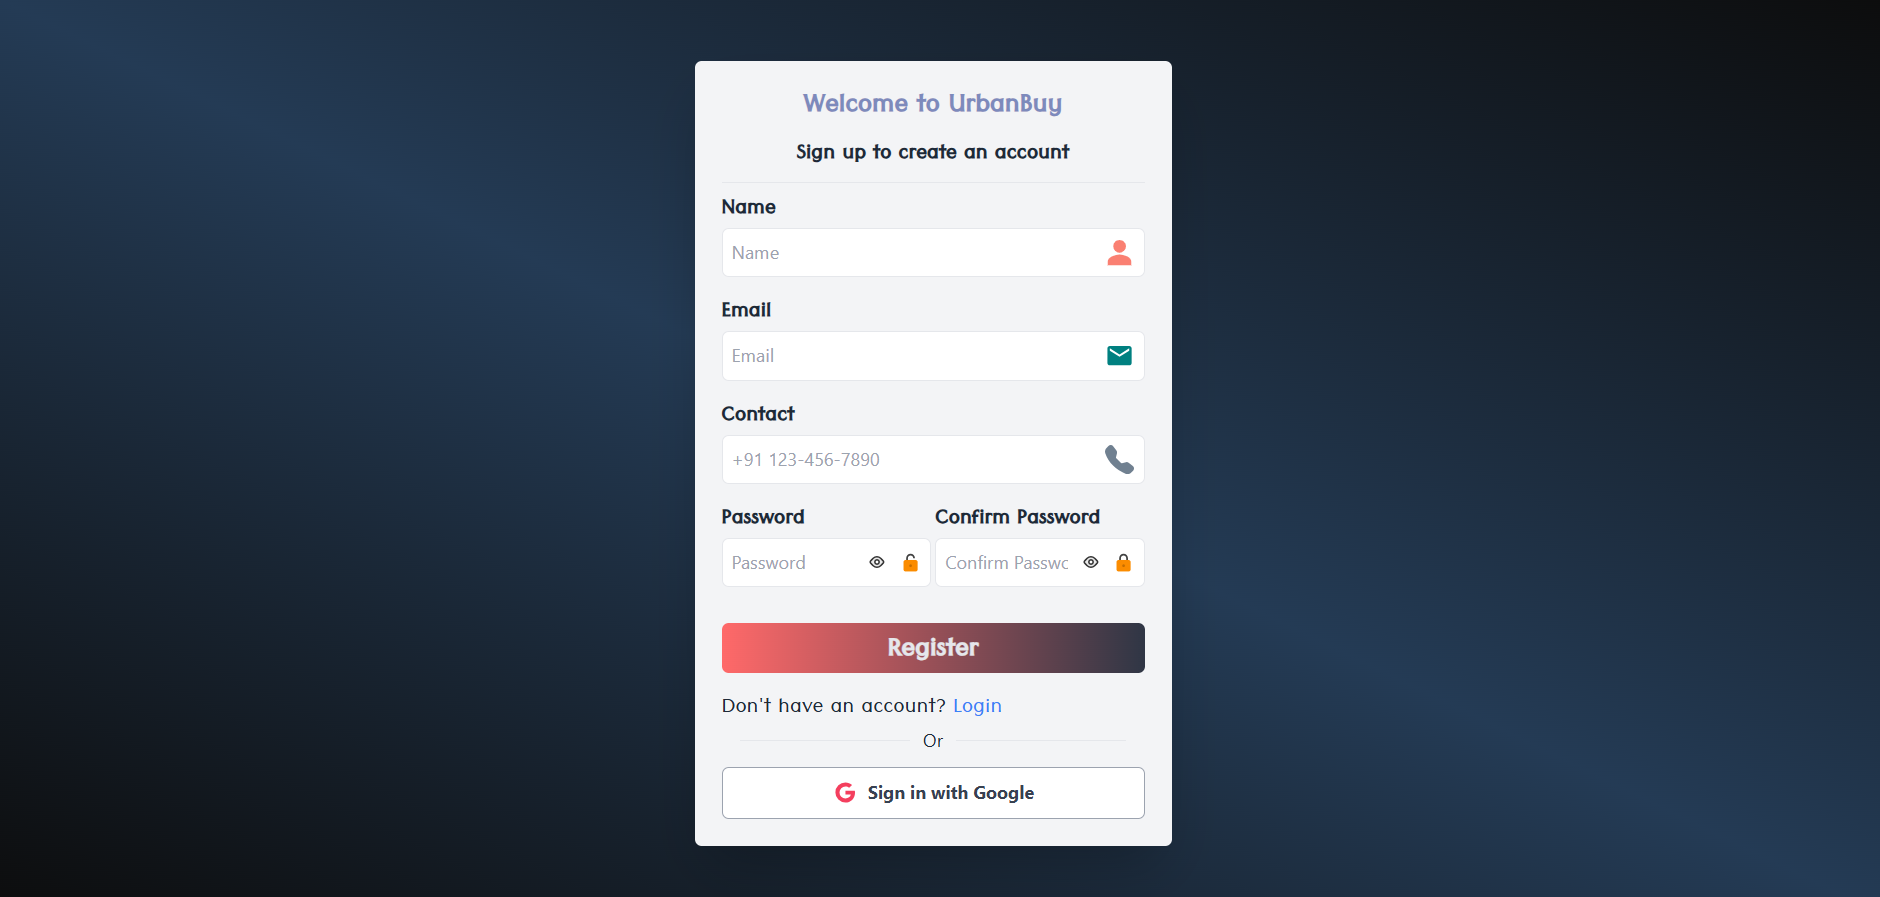 Welcome to UrbanBuy
Sign up to create an account
Name
Name
Email
Email
Contact
+91 123-456-7890
Password Confirm Password
Password Confirm Passwc
Register
Don't have an account? Login
Or
Sign in with Google